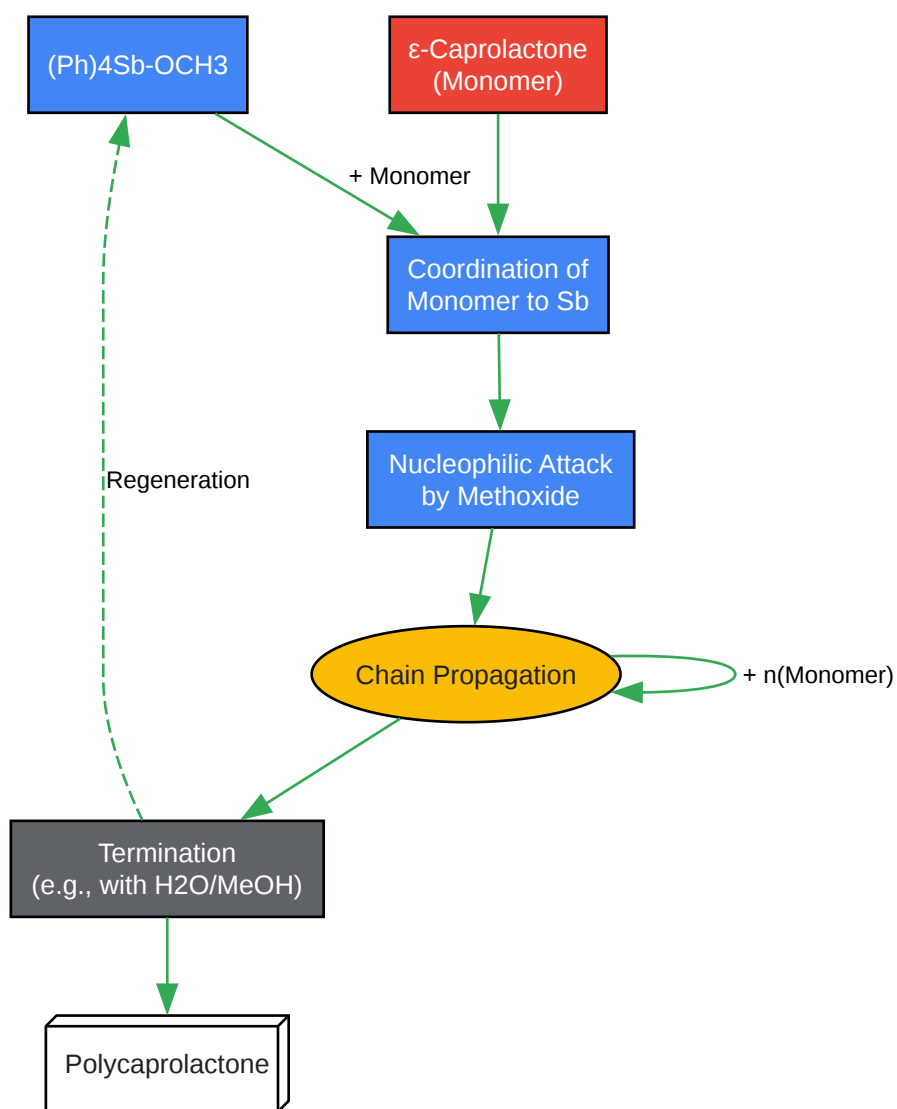 (Ph)4Sb-OCH3
ε-Caprolactone
(Monomer)
+ Monomer
Coordination of
Monomer to Sb
Nucleophilic Attack
by Methoxide
Regeneration
Chain Propagation
+ n(Monomer)
Termination
(e.g., with H2O/MeOH)
Polycaprolactone